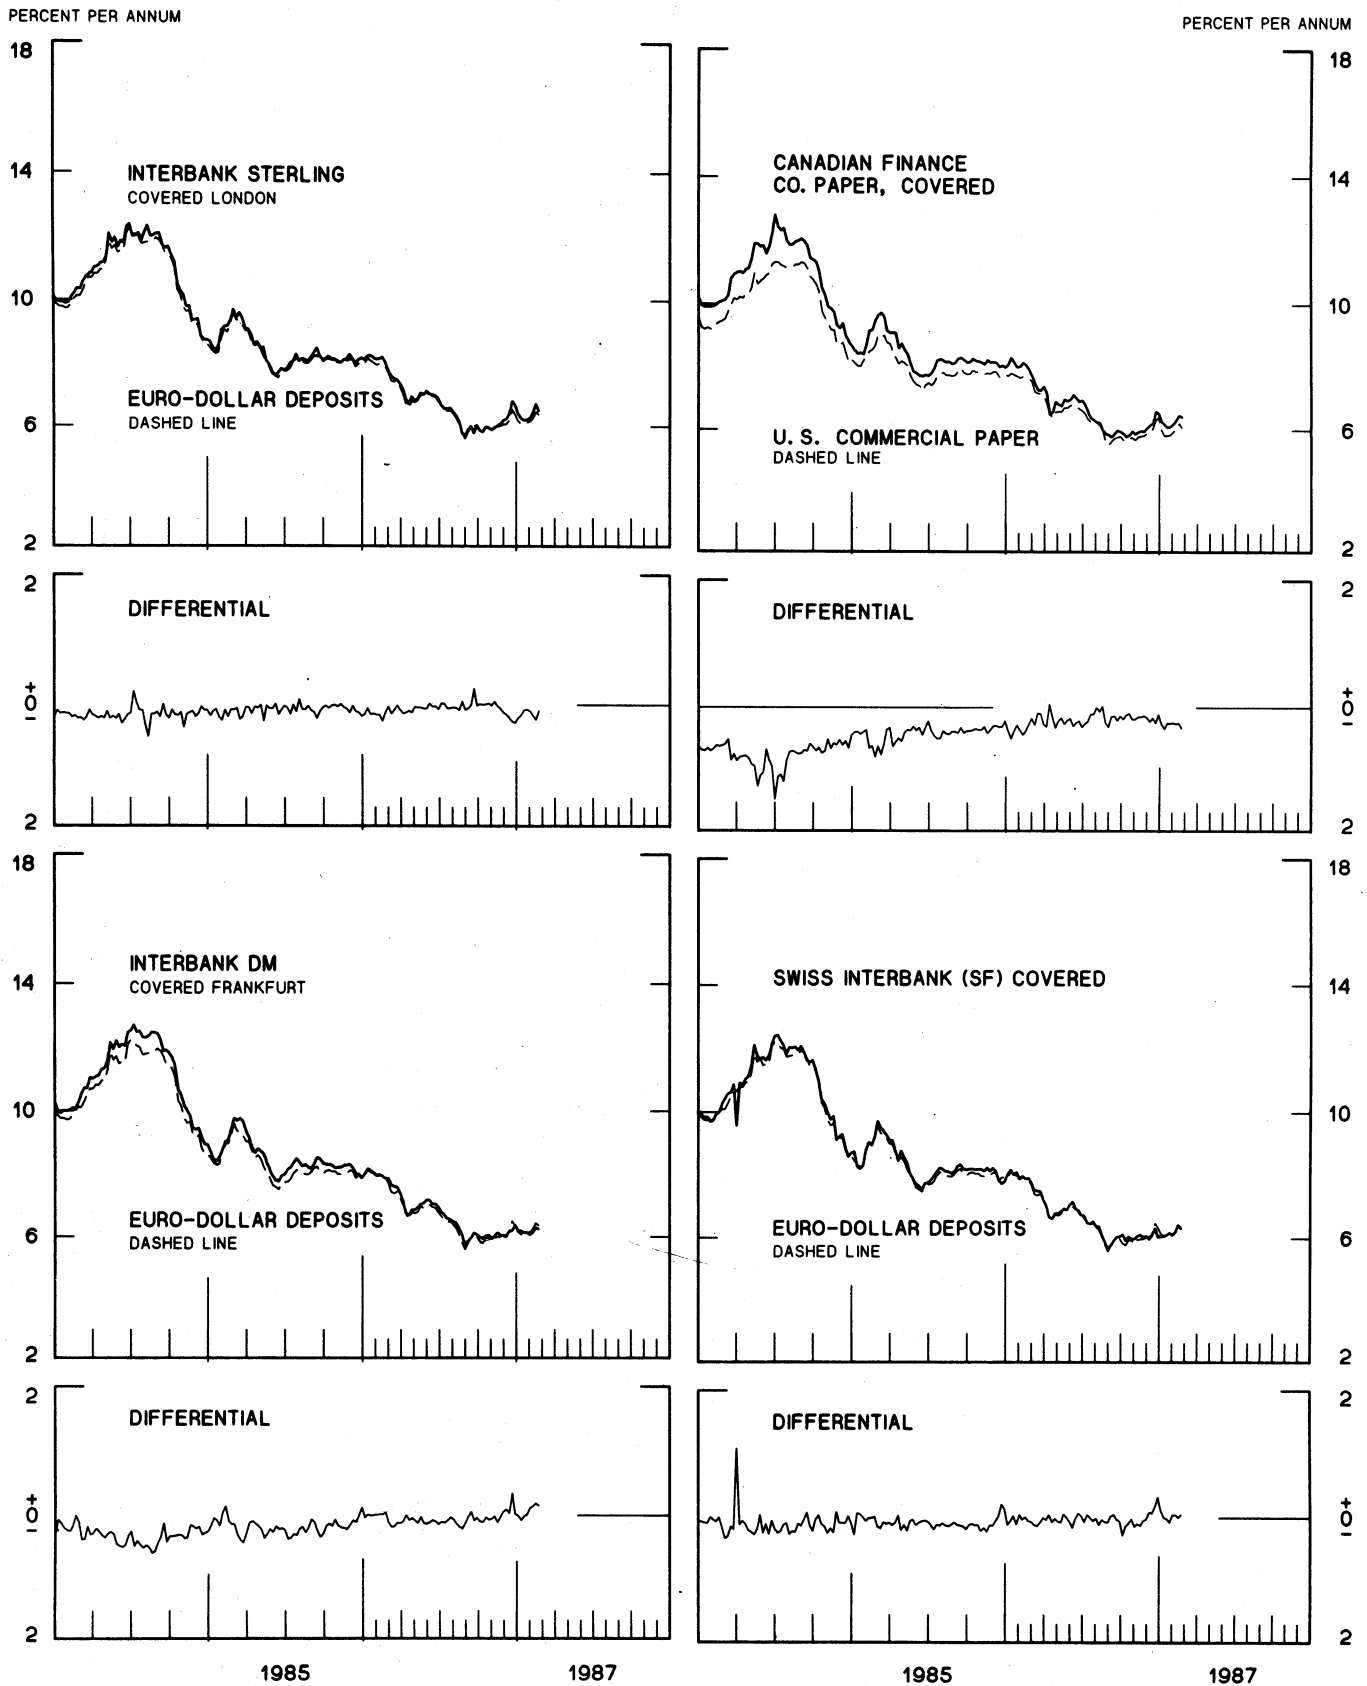 PERCENT PER ANNUM
18
INTERBANK STERLING
COVERED LONDON
14
10
EURO-DOLLAR DEPOSITS
DASHED LINE
6
2
2
DIFFERENTIAL
+
0
−
2
PERCENT PER ANNUM
18
CANADIAN FINANCE
CO. PAPER, COVERED
14
10
U.S. COMMERCIAL PAPER
DASHED LINE
6
2
2
DIFFERENTIAL
+
0
−
2
18
INTERBANK DM
COVERED FRANKFURT
14
10
EURO-DOLLAR DEPOSITS
DASHED LINE
6
2
2
DIFFERENTIAL
+
0
−
2
1985 1987
18
SWISS INTERBANK (SF) COVERED
14
10
EURO-DOLLAR DEPOSITS
DASHED LINE
6
2
2
DIFFERENTIAL
+
0
−
2
1985 1987